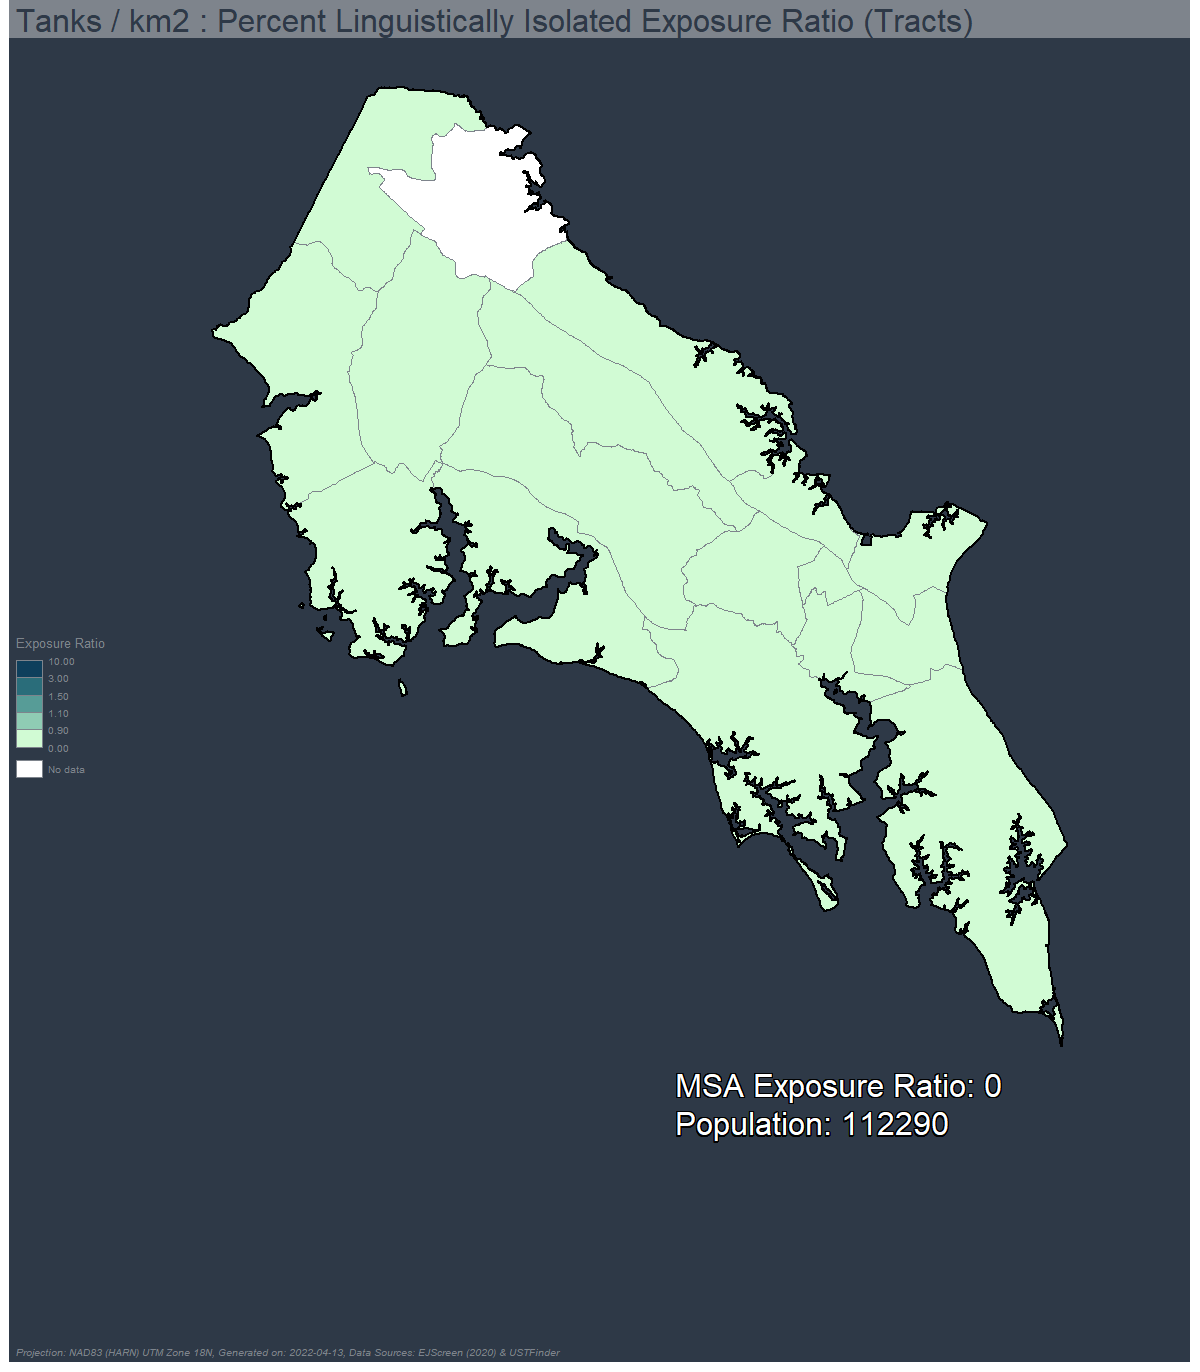 Tanks / km2 : Percent Linguistically Isolated Exposure Ratio (Tracts)
Exposure Ratio
10.00
3.00
1.50
1.10
0.90
0.00
No data
MSA Exposure Ratio: 0
Population: 112290
Projection: NAD83 (HARN) UTM Zone 18N, Generated on: 2022-04-13, Data Sources: EJScreen (2020) & USTFinder